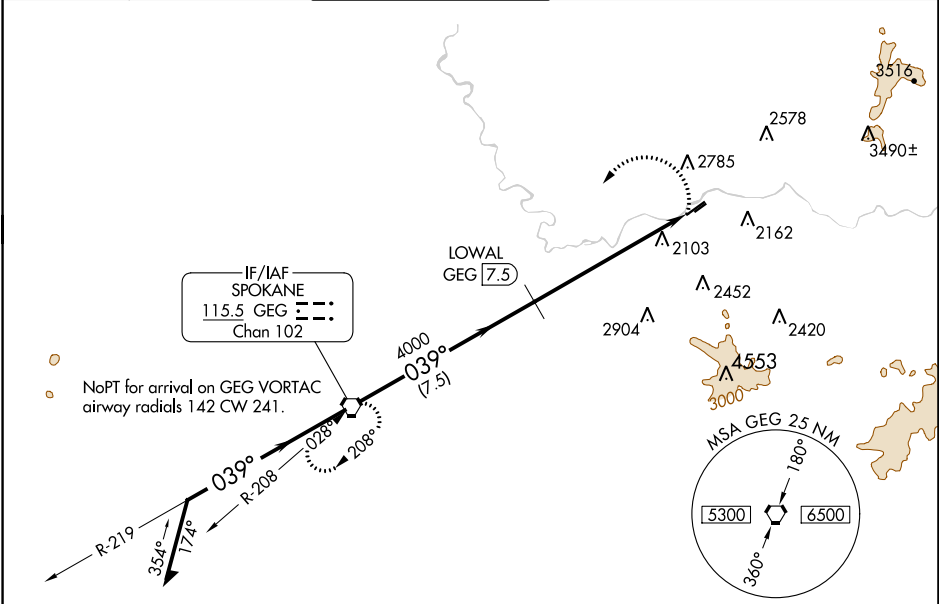 3516
2578
3490±
2785
2162
2103
LOWAL
GEG 7.5
IF/IAF
SPOKANE
115.5 GEG
Chan 102
2452
2904
2420
4000
039°
(7.5)
4553
3000
NoPT for arrival on GEG VORTAC
airway radials 142 CW 241.
028°
208°
039°
R-208
R-219
354°
174°
MSA GEG 25 NM
180°
5300
6500
360°